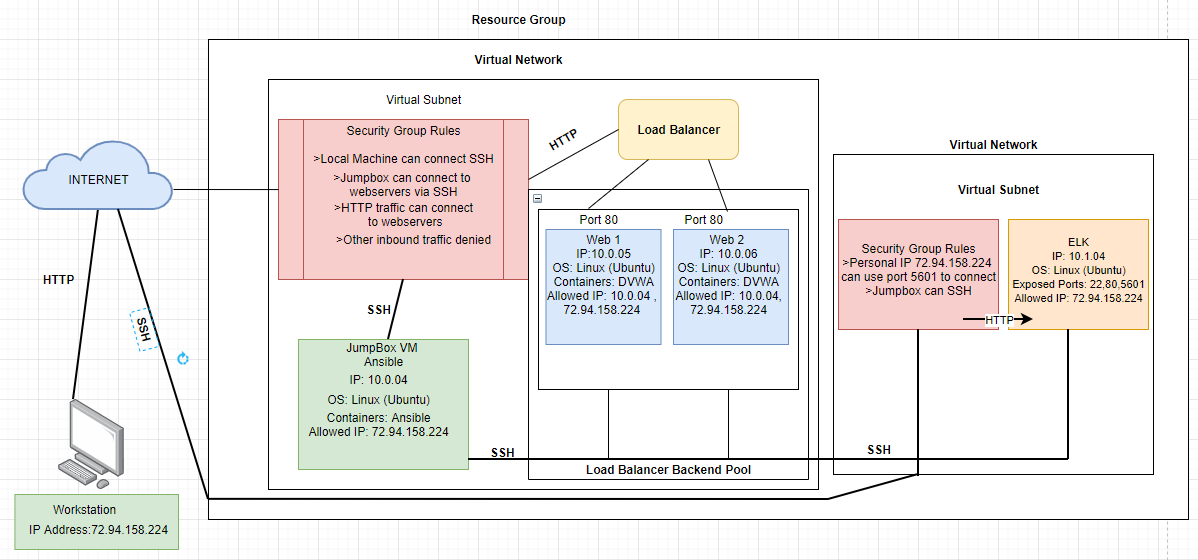 Resource Group
Virtual Network
Virtual Subnet
Security Group Rules
>Local Machine can connect SSH
>Jumpbox can connect to
webservers via SSH
>HTTP traffic can connect
to webservers
>Other inbound traffic denied
HTTP
Load Balancer
INTERNET
HTTP
SSH
Workstation
IP Address:72.94.158.224
SSH
JumpBox VM
Ansible
IP: 10.0.04
OS: Linux (Ubuntu)
Containers: Ansible
Allowed IP: 72.94.158.224
Port 80
Port 80
Web 1
IP:10.0.05
OS: Linux (Ubuntu)
Containers: DVWA
Allowed IP: 10.0.04 ,
72.94.158.224
Web 2
IP: 10.0.06
OS: Linux (Ubuntu)
Containers: DVWA
Allowed IP: 10.0.04,
72.94.158.224
SSH
Load Balancer Backend Pool
Virtual Network
Virtual Subnet
Security Group Rules
>Personal IP 72.94.158.224
can use port 5601 to connect
>Jumpbox can SSH
HTTP
ELK
IP: 10.1.04
OS: Linux (Ubuntu)
Exposed Ports: 22,80,5601
Allowed IP: 72.94.158.224
SSH